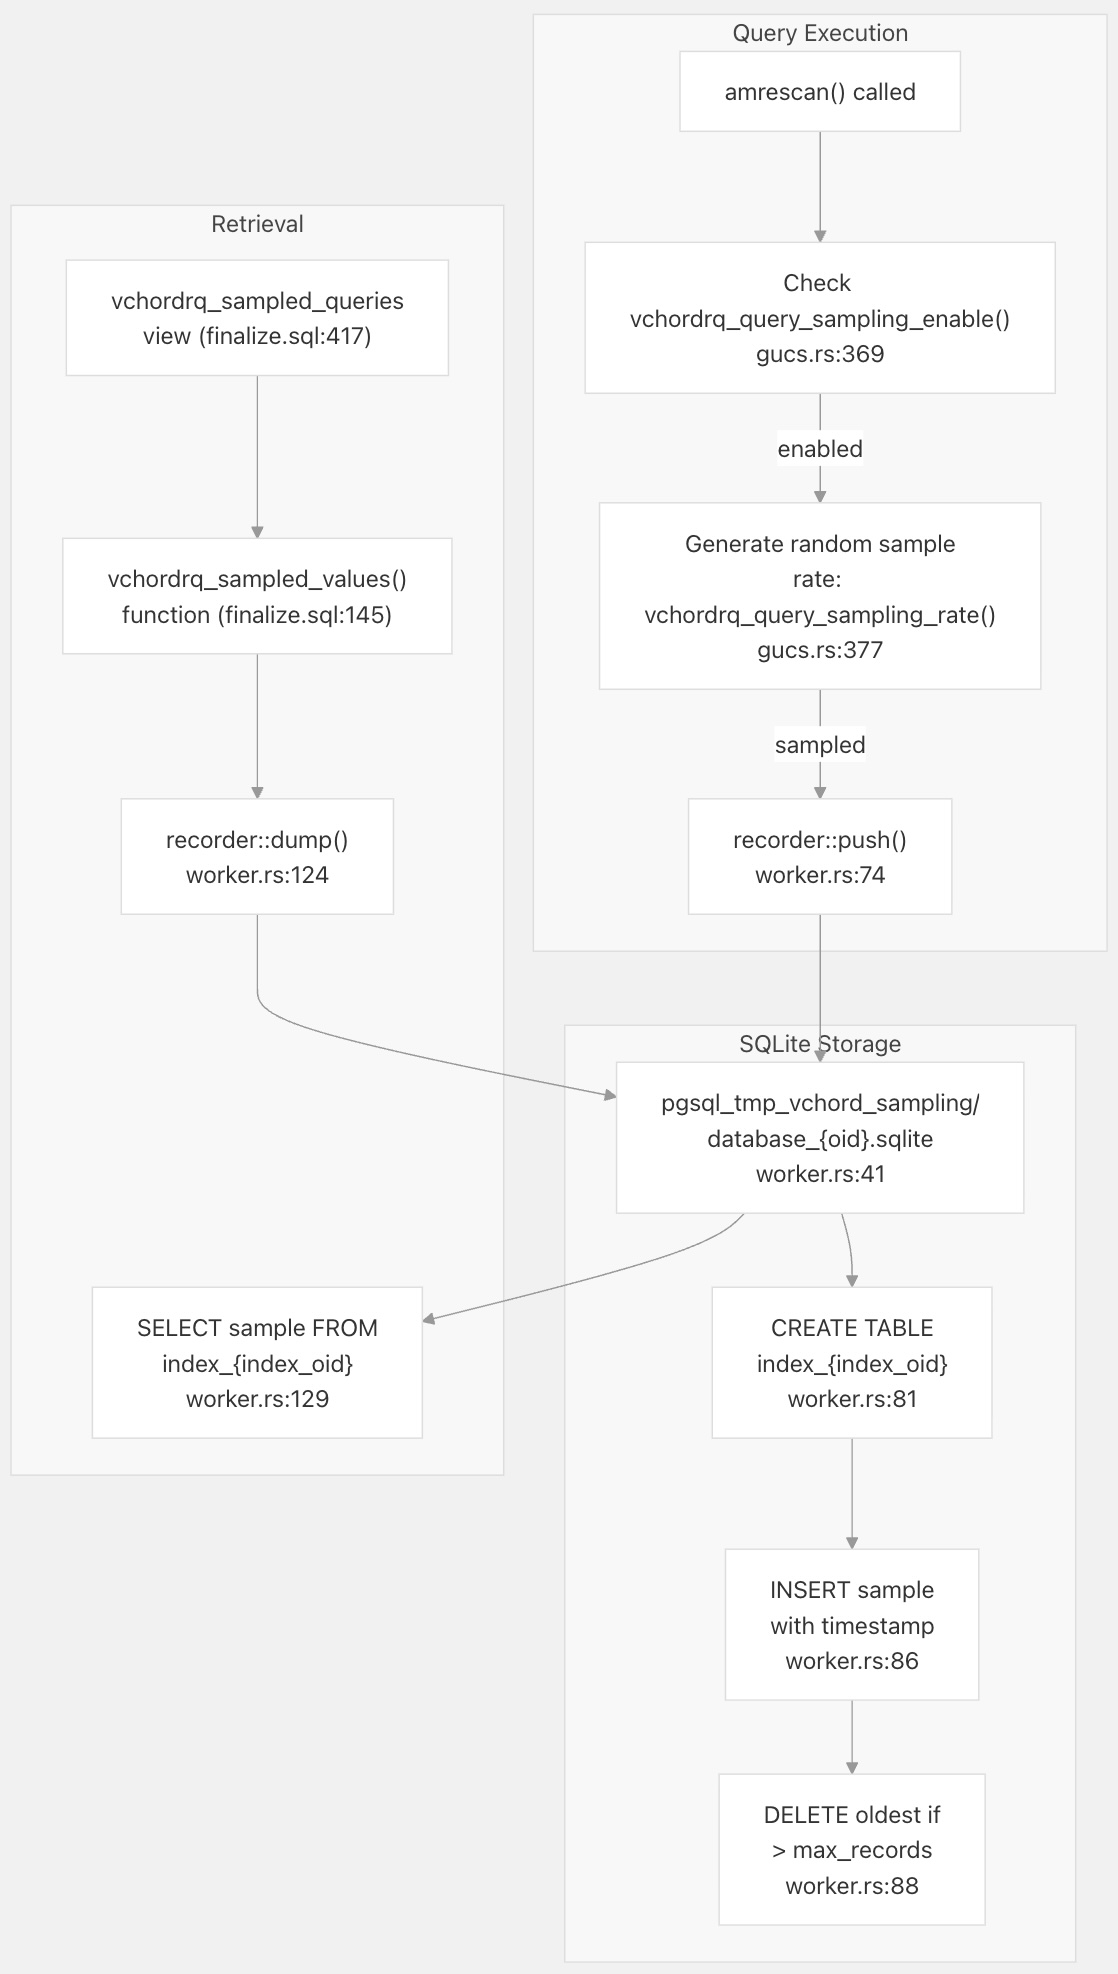 Query Execution
amrescan() called
Check
vchordrq_query_sampling_enable()
gucs.rs:369
enabled
Generate random sample
rate:
vchordrq_query_sampling_rate()
gucs.rs:377
sampled
recorder::push()
worker.rs:74
Retrieval
vchordrq_sampled_queries
view (finalize.sql:417)
vchordrq_sampled_values()
function (finalize.sql:145)
recorder::dump()
worker.rs:124
SELECT sample FROM
index_{index_oid}
worker.rs:129
SQLite Storage
pgsql_tmp_vchord_sampling/
database_{oid}.sqlite
worker.rs:41
CREATE TABLE
index_{index_oid}
worker.rs:81
INSERT sample
with timestamp
worker.rs:86
DELETE oldest if
> max_records
worker.rs:88